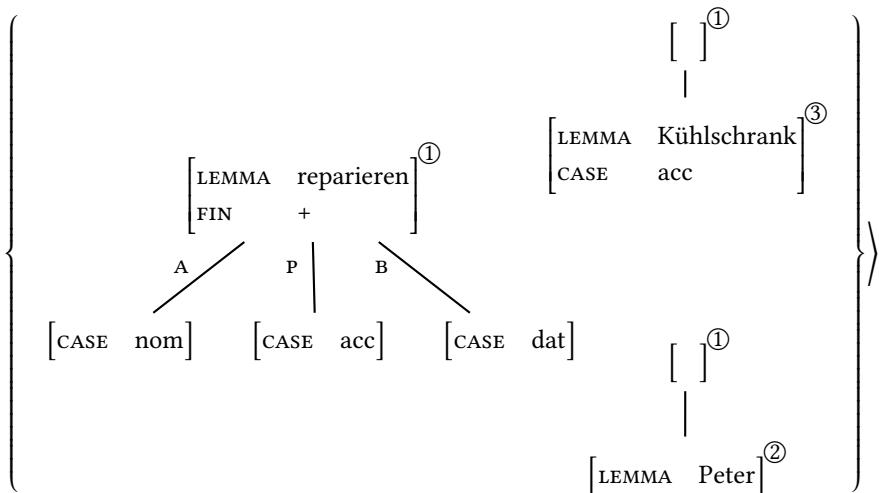 [ ]①
[LEMMA Kühlschrank
CASE acc]③
[LEMMA reparieren
FIN +]①
A P B
[CASE nom] [CASE acc] [CASE dat]
[ ]①
[LEMMA Peter]②